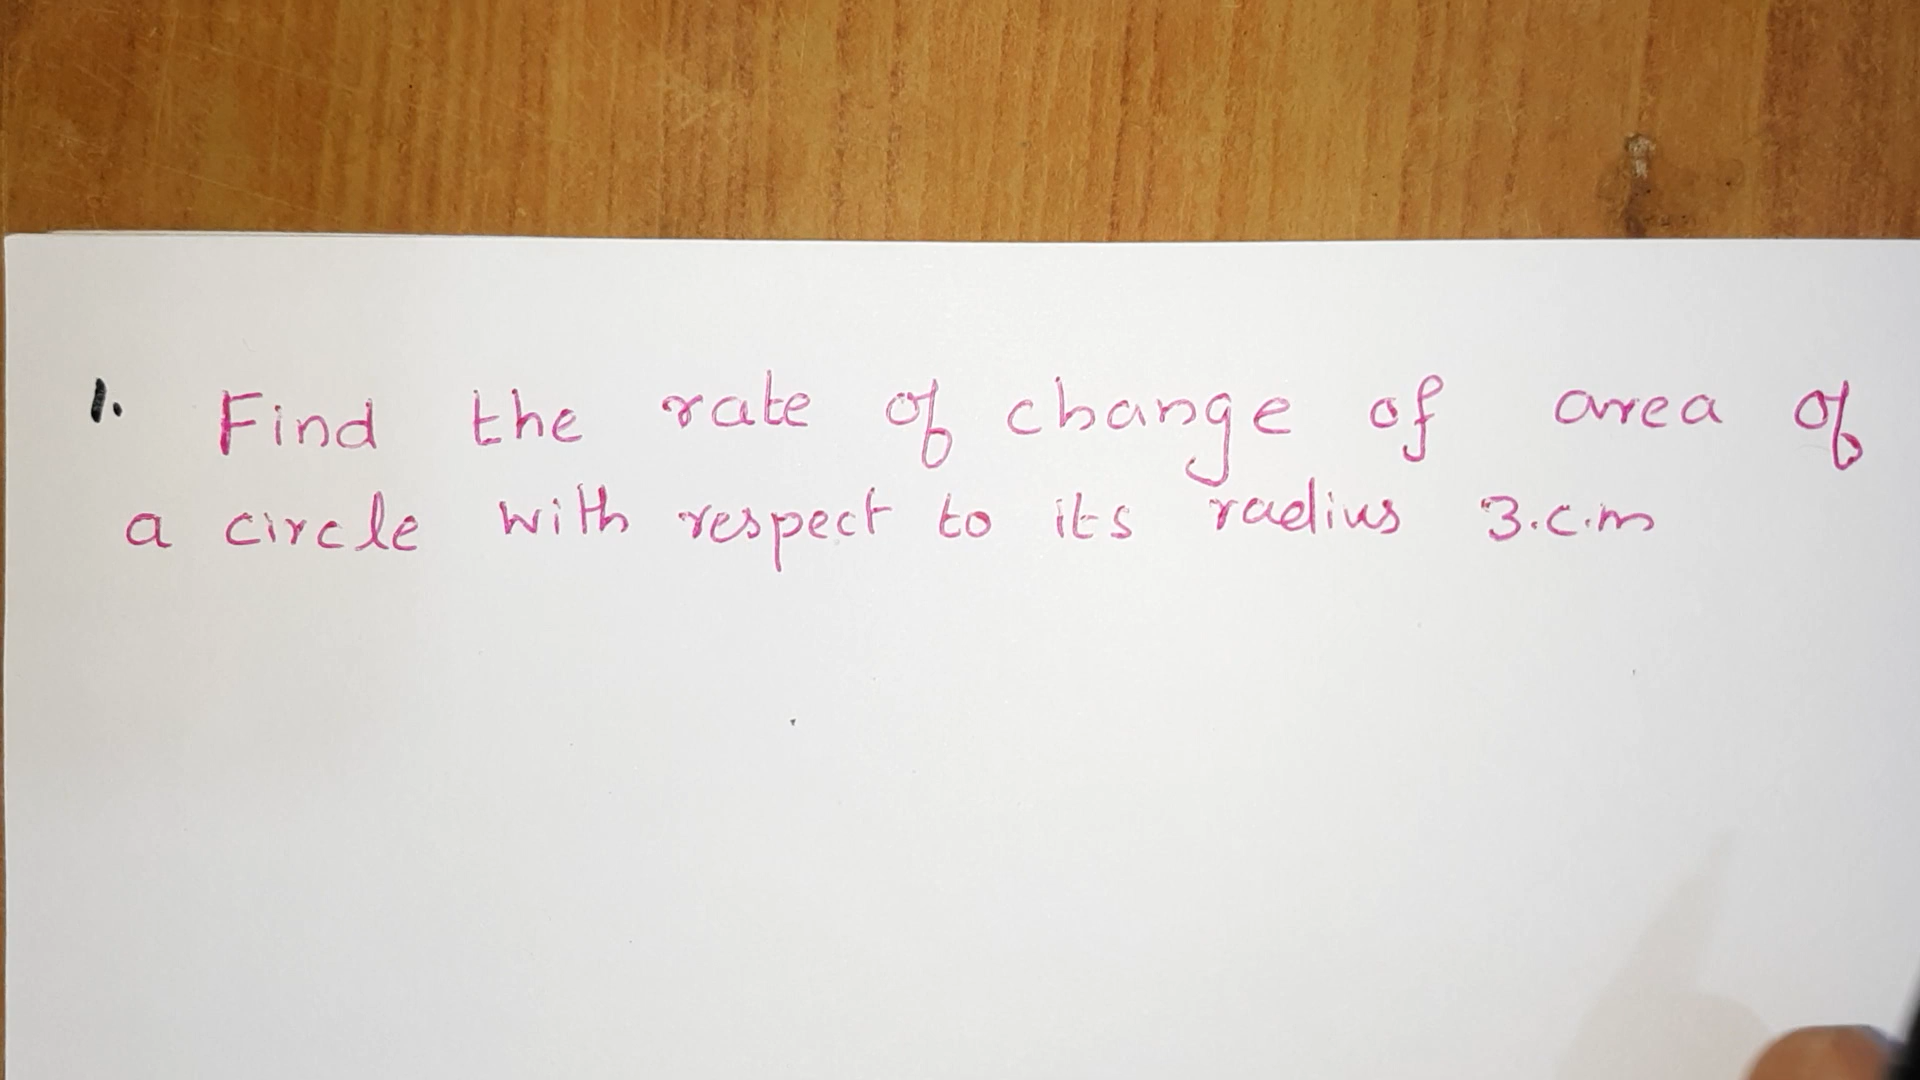 1. Find the rate of change of area of
a circle with respect to its radius 3.c.m